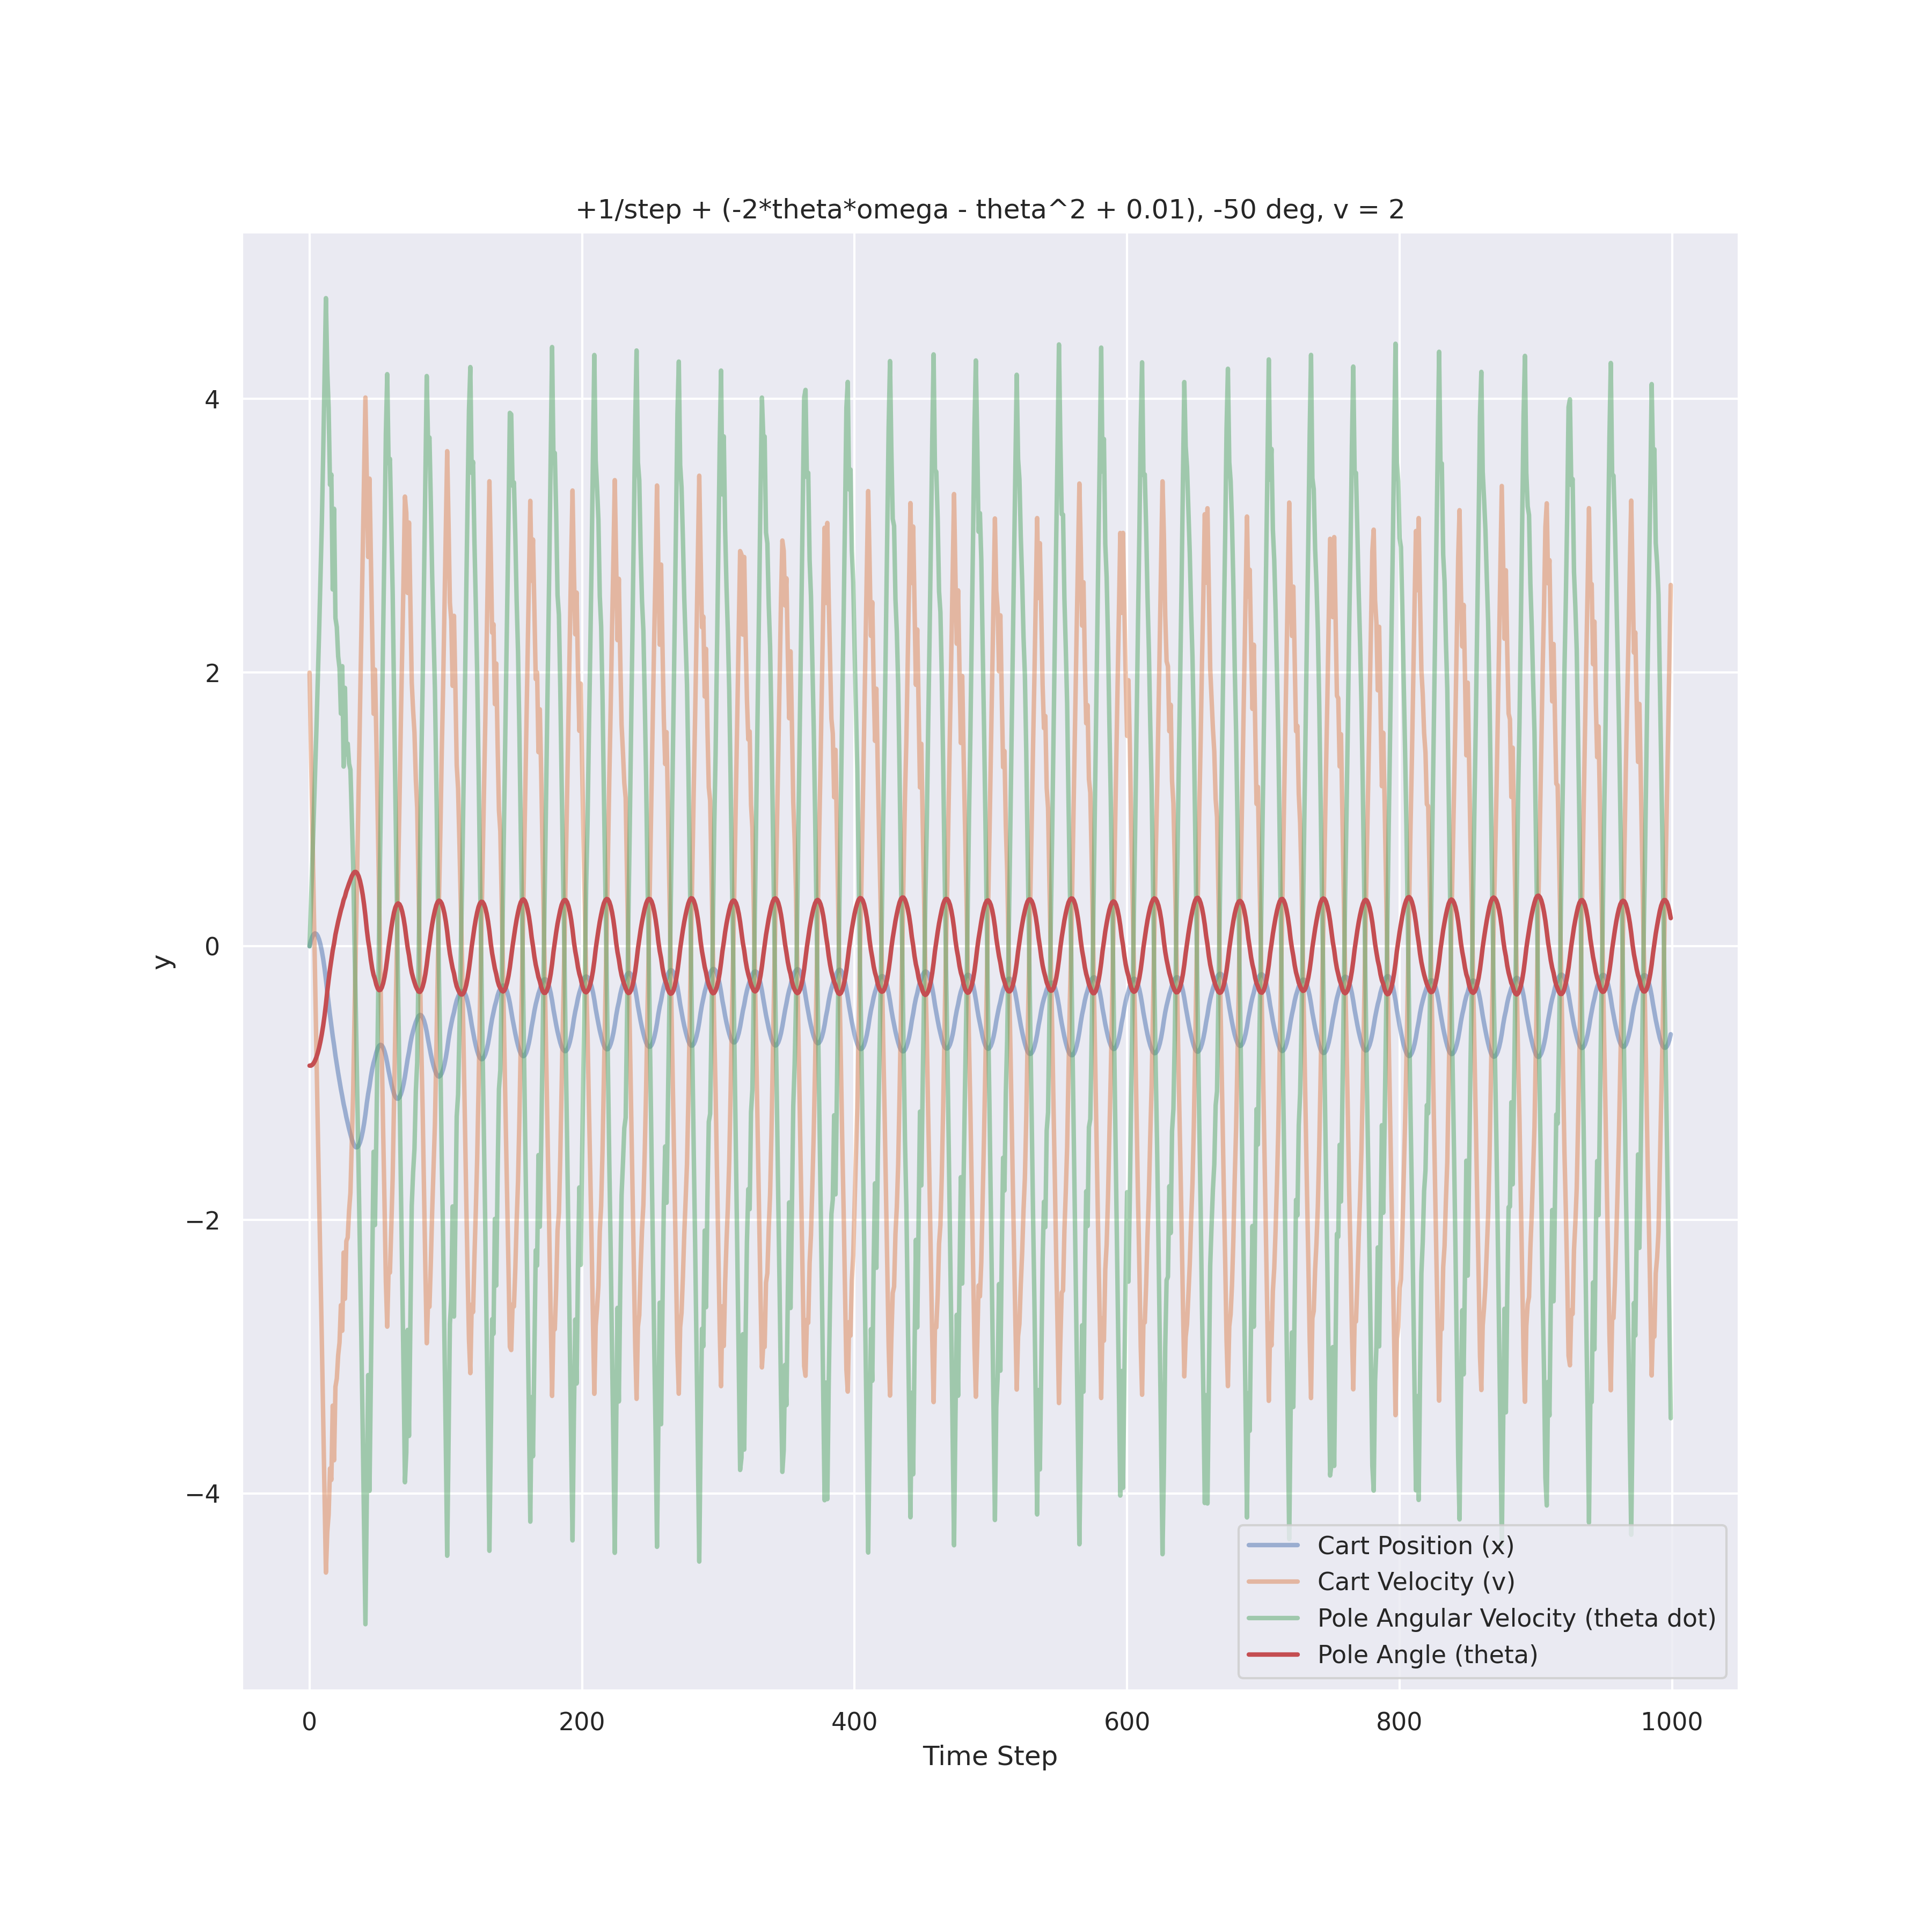 +1/step + (-2*theta*omega - theta^2 + 0.01), -50 deg, v = 2
y
4
2
0
−2
−4
0 200 400 600 800 1000
Time Step
Cart Position (x)
Cart Velocity (v)
Pole Angular Velocity (theta dot)
Pole Angle (theta)